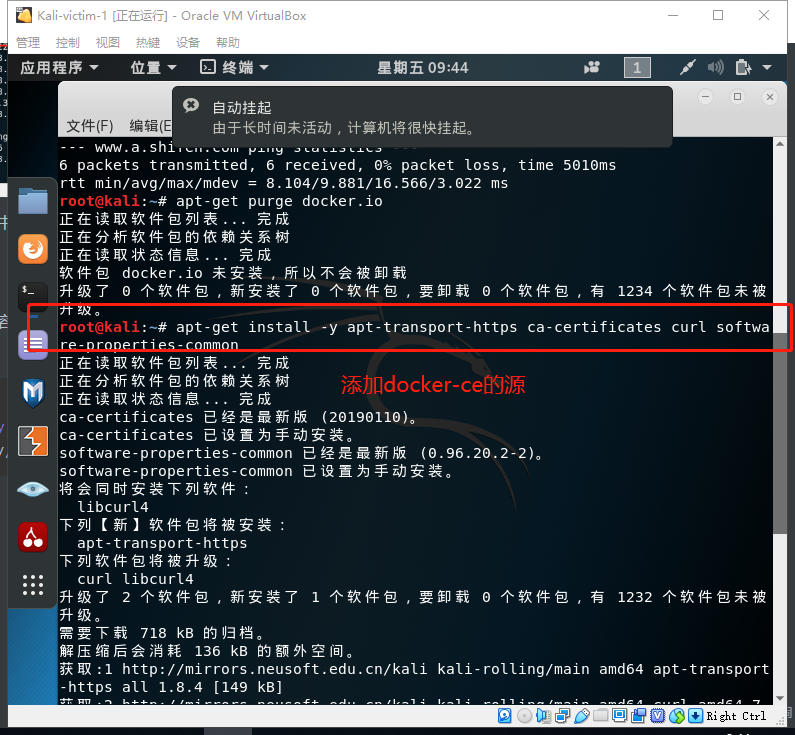 Kali-victim-1 [正在运行] - Oracle VM VirtualBox
管理 控制 视图 热键 设备 帮助
应用程序 位置 终端 星期五 09:44 1
自动挂起
由于长时间未活动，计算机将很快挂起。
文件(F) 编辑(E
--- www.a.shifen.com ping statistics ---
6 packets transmitted, 6 received, 0% packet loss, time 5010ms
rtt min/avg/max/mdev = 8.104/9.881/16.566/3.022 ms
root@kali:~# apt-get purge docker.io
正在读取软件包列表... 完成
正在分析软件包的依赖关系树
正在读取状态信息... 完成
软件包 docker.io 未安装，所以不会被卸载
升级了 0 个软件包，新安装了 0 个软件包，要卸载 0 个软件包，有 1234 个软件包未被
升级。
root@kali:~# apt-get install -y apt-transport-https ca-certificates curl softwa
re-properties-common
正在读取软件包列表... 完成
正在分析软件包的依赖关系树
正在读取状态信息... 完成
添加docker-ce的源
ca-certificates 已经是最新版 (20190110)。
ca-certificates 已设置为手动安装。
software-properties-common 已经是最新版 (0.96.20.2-2)。
software-properties-common 已设置为手动安装。
将会同时安装下列软件：
libcurl4
下列【新】软件包将被安装：
apt-transport-https
下列软件包将被升级：
curl libcurl4
升级了 2 个软件包，新安装了 1 个软件包，要卸载 0 个软件包，有 1232 个软件包未被
升级。
需要下载 718 kB 的归档。
解压缩后会消耗 136 kB 的额外空间。
获取:1 http://mirrors.neusoft.edu.cn/kali kali-rolling/main amd64 apt-transport
-https all 1.8.4 [149 kB]
获取:2 http://mirrors.neusoft.edu.cn/kali kali-rolling/main amd64 curl amd64 7
Right Ctrl